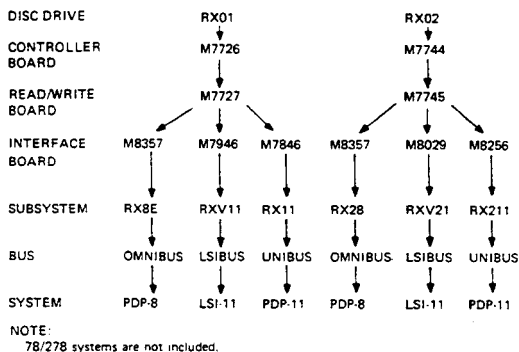 DISC DRIVE RX01 RX02
CONTROLLER BOARD M7726 M7744
READ/WRITE BOARD M7727 M7745
INTERFACE BOARD M8357 M7946 M7846 M8357 M8029 M8256
SUBSYSTEM RX8E RXV11 RX11 RX28 RXV21 RX211
BUS OMNIBUS LSIBUS UNIBUS OMNIBUS LSIBUS UNIBUS
SYSTEM PDP-8 LSI-11 PDP-11 PDP-8 LSI-11 PDP-11
NOTE:
78/278 systems are not included.